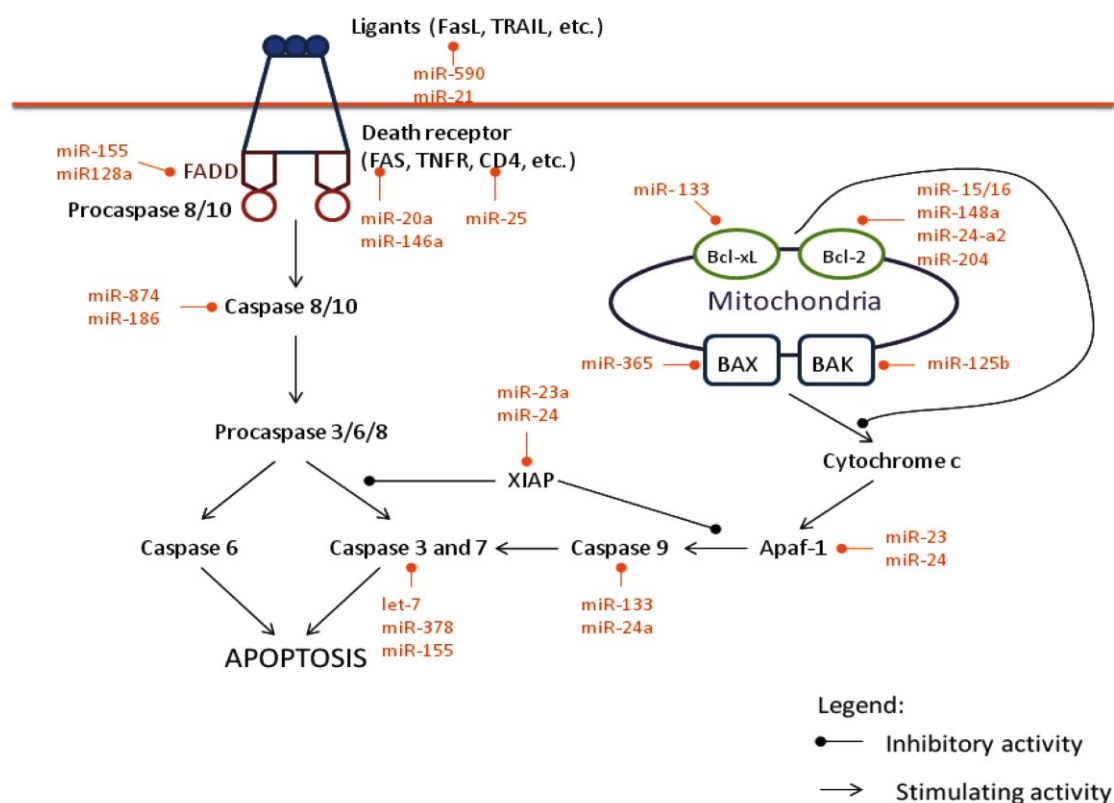 Ligants (FasL, TRAIL, etc.)
miR-590
miR-21
Death receptor
(FAS, TNFR, CD4, etc.)
miR-155
miR128a
FADD
Procaspase 8/10
miR-20a
miR-146a
miR-25
miR-133
miR-15/16
miR-148a
miR-24-a2
miR-204
Bcl-xL
Bcl-2
Mitochondria
miR-874
miR-186
Caspase 8/10
miR-365
BAX
BAK
miR-125b
miR-23a
miR-24
Procaspase 3/6/8
Cytochrome c
XIAP
Caspase 6
Caspase 3 and 7
Caspase 9
Apaf-1
miR-23
miR-24
let-7
miR-378
miR-155
miR-133
miR-24a
APOPTOSIS
Legend:
Inhibitory activity
Stimulating activity